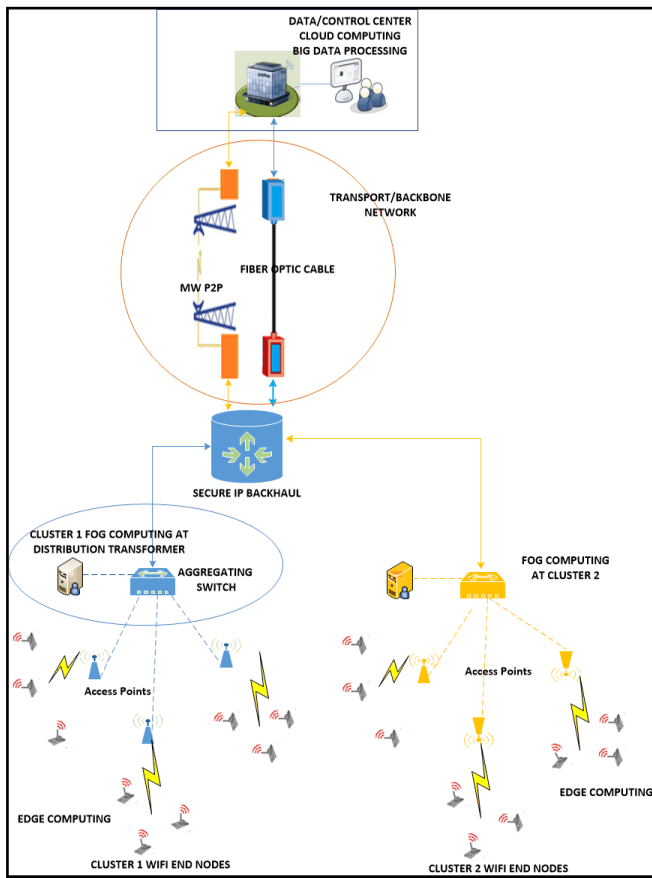 DATA/CONTROL CENTER
CLOUD COMPUTING
BIG DATA PROCESSING
Utility
TRANSPORT/BACKBONE
NETWORK
FIBER OPTIC CABLE
MW P2P
SECURE IP BACKHAUL
CLUSTER 1 FOG COMPUTING AT
DISTRIBUTION TRANSFORMER
AGGREGATING
SWITCH
FOG COMPUTING
AT CLUSTER 2
Access Points
Access Points
EDGE COMPUTING
EDGE COMPUTING
CLUSTER 1 WIFI END NODES
CLUSTER 2 WIFI END NODES